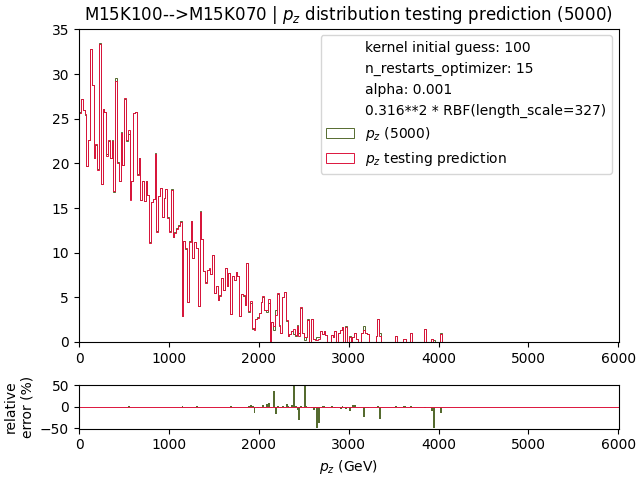 M15K100-->M15K070 | p_z distribution testing prediction (5000)
35
30
25
20
15
10
5
0
kernel initial guess: 100
n_restarts_optimizer: 15
alpha: 0.001
0.316**2 * RBF(length_scale=327)
p_z (5000)
p_z testing prediction
0 1000 2000 3000 4000 5000 6000
relative
error (%)
50
0
−50
0 1000 2000 3000 4000 5000 6000
p_z (GeV)